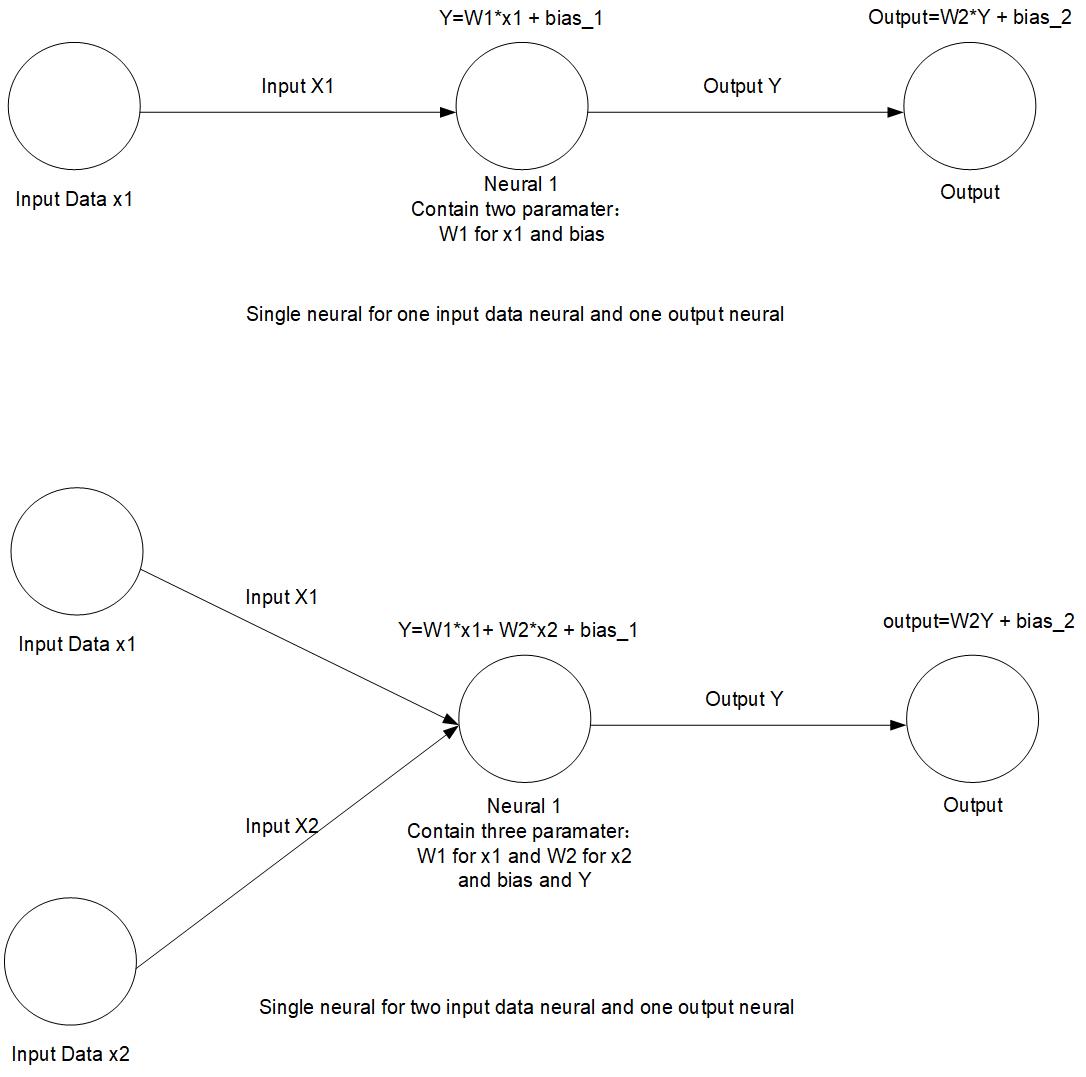 Y=W1*x1 + bias_1
Output=W2*Y + bias_2
Input X1
Output Y
Input Data x1
Neural 1
Contain two paramater：
W1 for x1 and bias
Output
Single neural for one input data neural and one output neural
Input X1
Y=W1*x1+ W2*x2 + bias_1
output=W2Y + bias_2
Input Data x1
Output Y
Input X2
Neural 1
Contain three paramater：
W1 for x1 and W2 for x2
and bias and Y
Output
Single neural for two input data neural and one output neural
Input Data x2